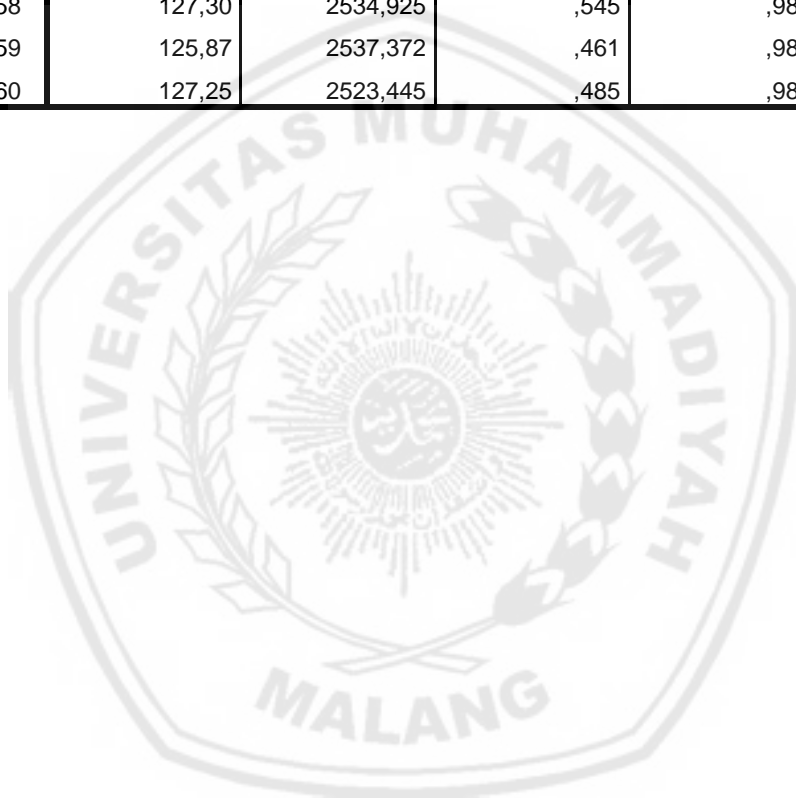 58 127,30 2534,925 ,545 ,98
59 125,87 2537,372 ,461 ,98
60 127,25 2523,445 ,485 ,98
UNIVERSITAS MUHAMMADIYAH
MALANG